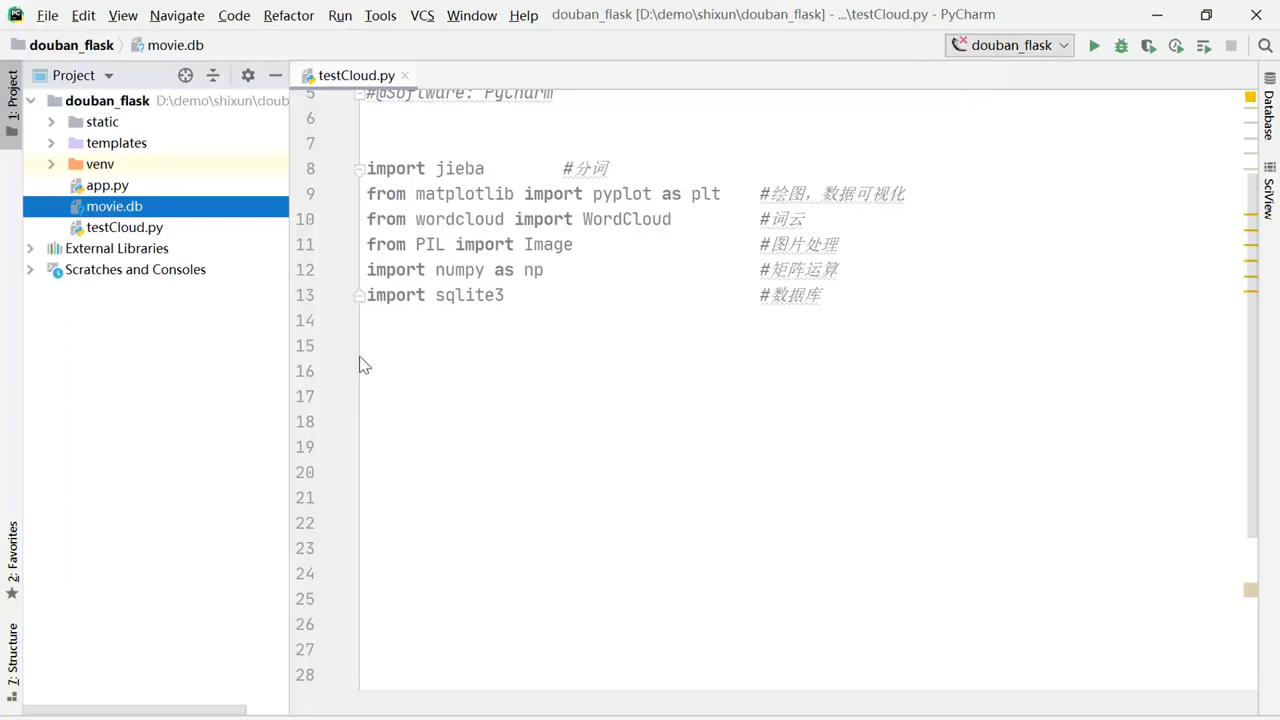 File Edit View Navigate Code Refactor Run Tools VCS Window Help douban_flask [D:\demo\shixun\douban_flask] - ...\testCloud.py - PyCharm
douban_flask movie.db douban_flask
Project testCloud.py
1: Project
douban_flask D:\demo\shixun\doub
static
templates
venv
app.py
movie.db
testCloud.py
External Libraries
Scratches and Consoles
2: Favorites
7: Structure
5 #@Software: PyCharm
6
7
8 import jieba #分词
9 from matplotlib import pyplot as plt #绘图，数据可视化
10 from wordcloud import WordCloud #词云
11 from PIL import Image #图片处理
12 import numpy as np #矩阵运算
13 import sqlite3 #数据库
14
15
16
17
18
19
20
21
22
23
24
25
26
27
28
Database
SciView